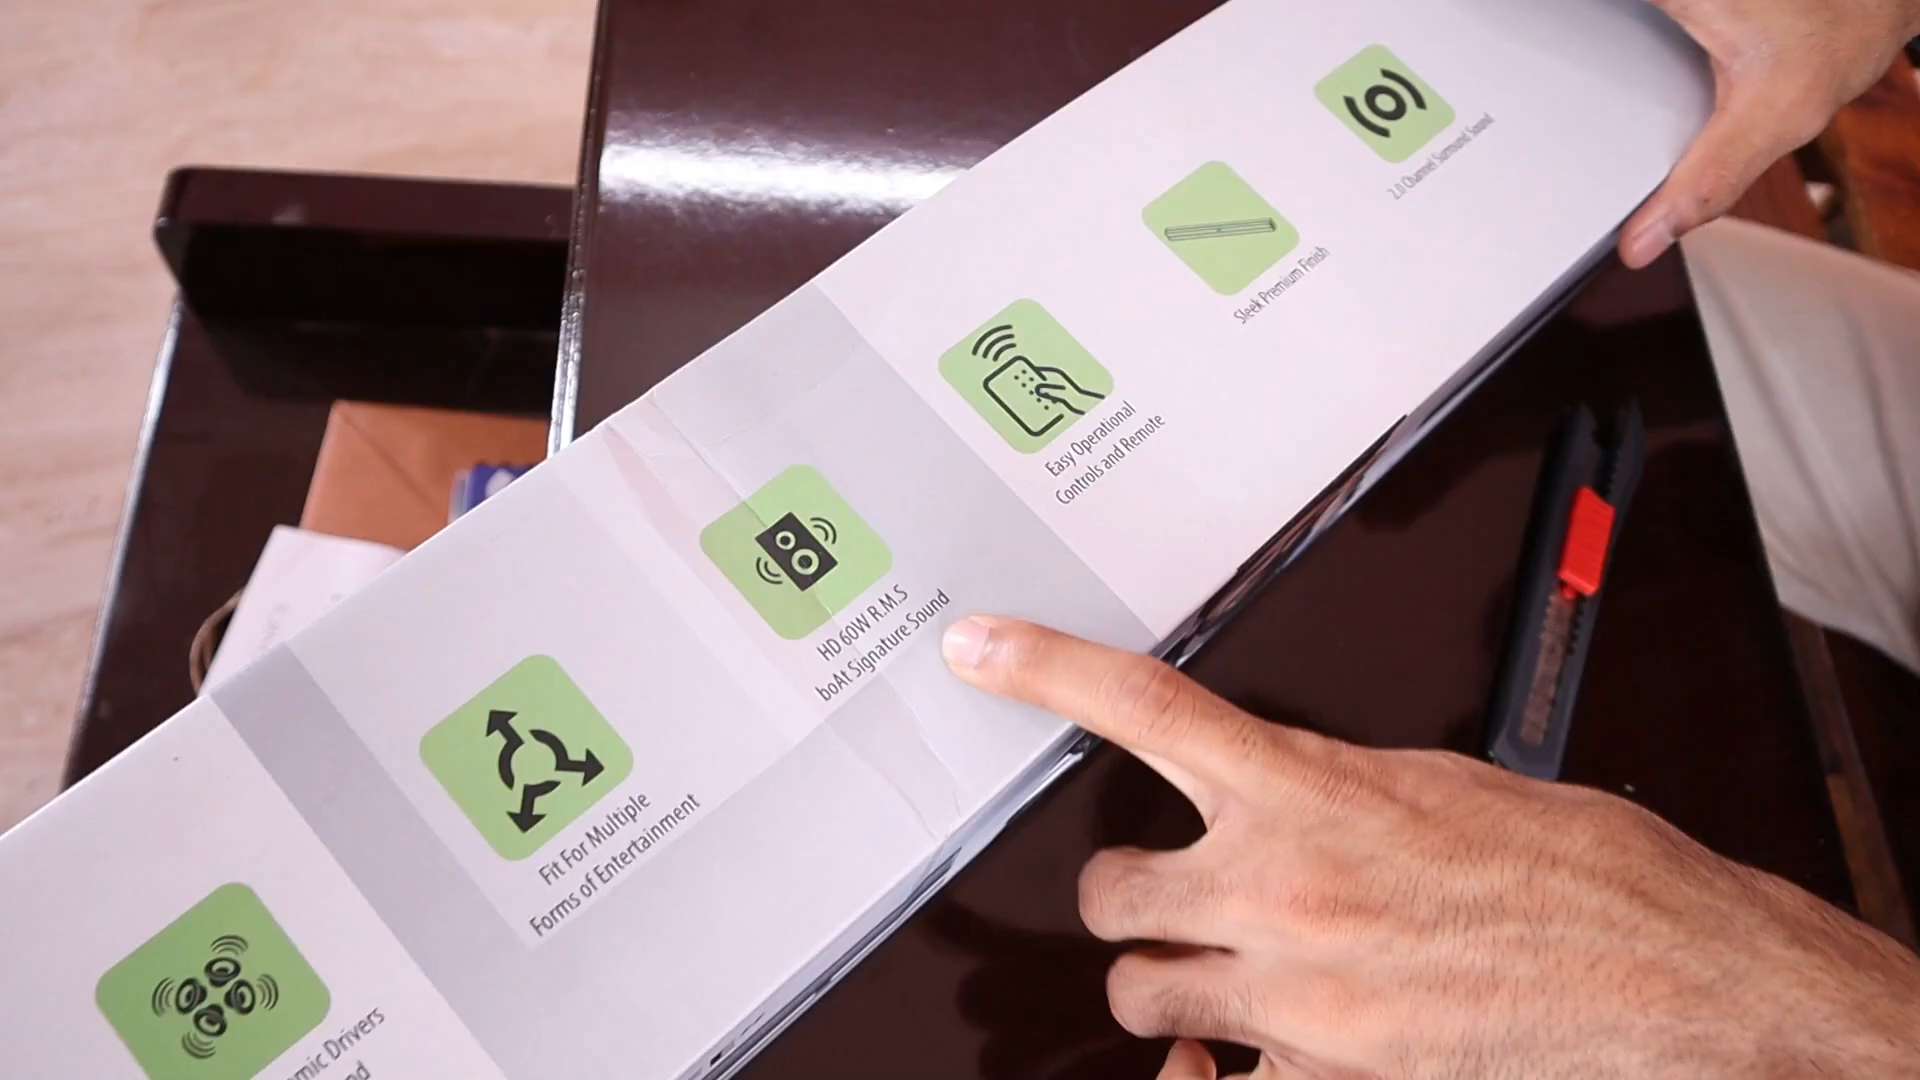 2.0 Channel Surround Sound
Sleek Premium Finish
Easy Operational
Controls and Remote
HD 60W R.M.S
boAt Signature Sound
Fit For Multiple
Forms of Entertainment
Drivers